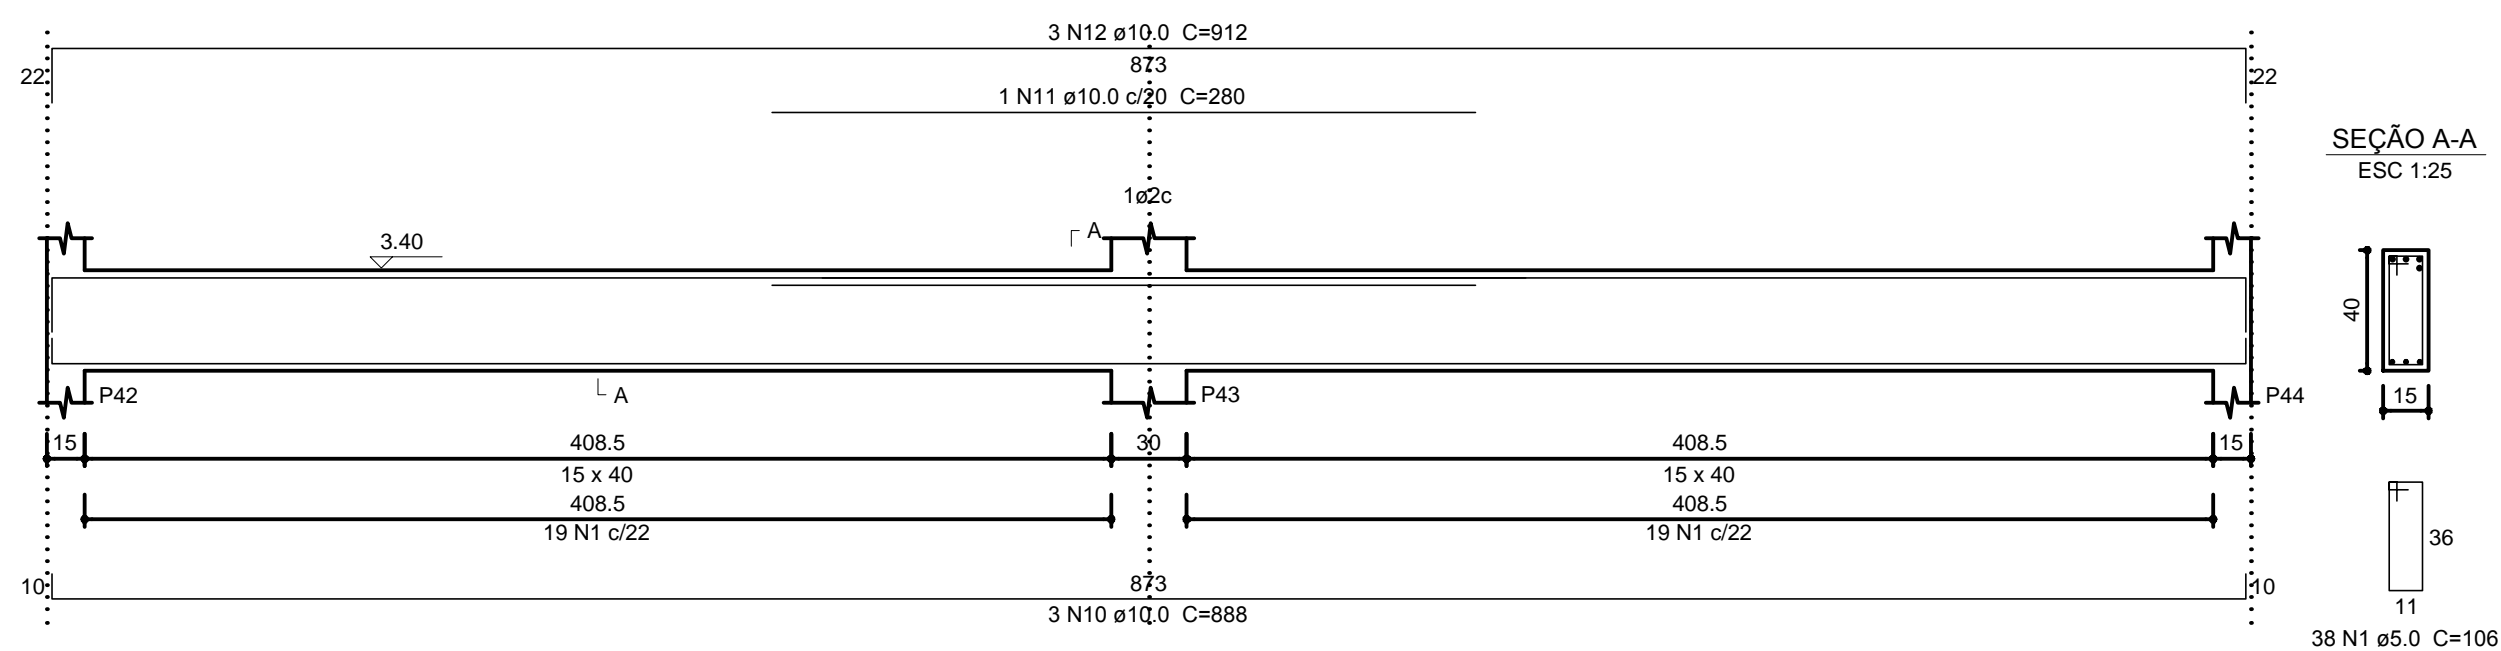 3 N12 ø10.0 C=912
873
22
22
1 N11 ø10.0 c/20 C=280
SEÇÃO A-A
ESC 1:25
1ø2c
A
3.40
40
P42
A
P43
P44
15
15
408.5
30
408.5
15
15 x 40
15 x 40
408.5
408.5
19 N1 c/22
19 N1 c/22
36
10
873
10
11
3 N10 ø10.0 C=888
38 N1 ø5.0 C=106